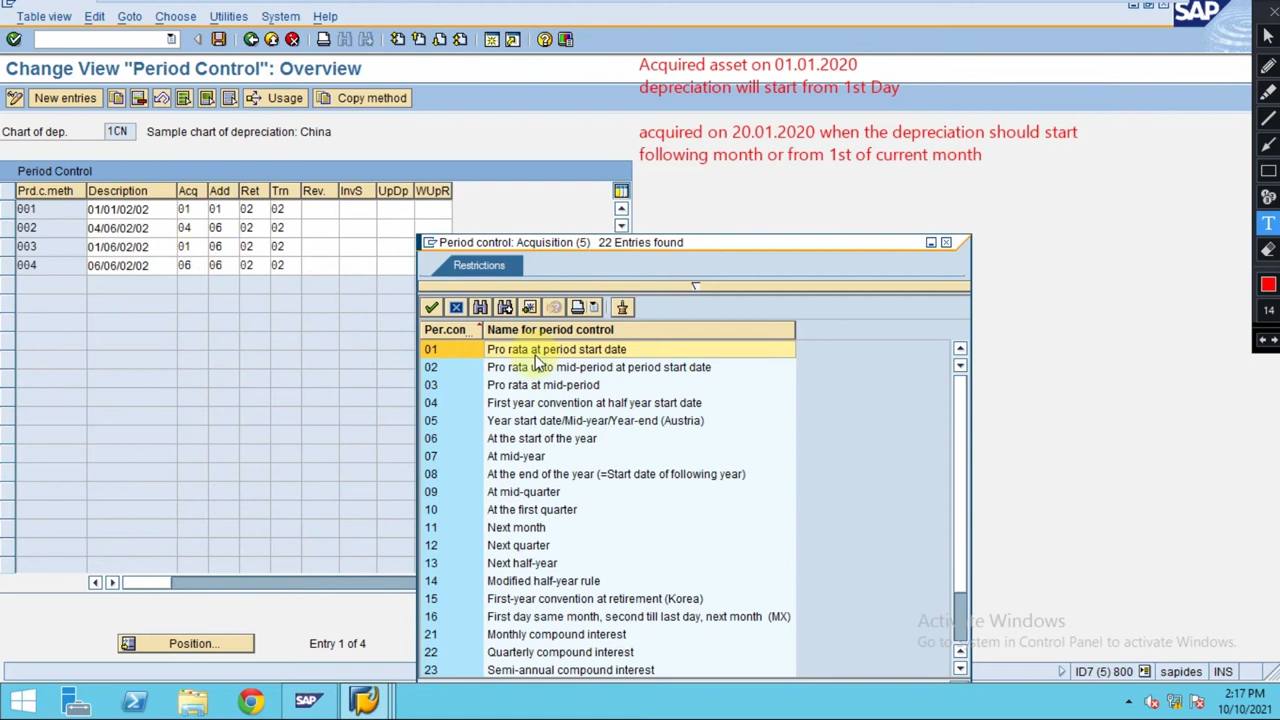 Table view Edit Goto Choose Utilities System Help
SAP
Change View "Period Control": Overview
Acquired asset on 01.01.2020
depreciation will start from 1st Day
New entries Usage Copy method
Chart of dep. 1CN Sample chart of depreciation: China
acquired on 20.01.2020 when the depreciation should start
following month or from 1st of current month
Period Control
Prd.c.meth Description Acq Add Ret Trn Rev. InvS UpDp WUpR
001 01/01/02/02 01 01 02 02
002 04/06/02/02 04 06 02 02
003 01/06/02/02 01 06 02 02
004 06/06/02/02 06 06 02 02
Period control: Acquisition (5) 22 Entries found
Restrictions
Per.con... Name for period control
01 Pro rata at period start date
02 Pro rata upto mid-period at period start date
03 Pro rata at mid-period
04 First year convention at half year start date
05 Year start date/Mid-year/Year-end (Austria)
06 At the start of the year
07 At mid-year
08 At the end of the year (=Start date of following year)
09 At mid-quarter
10 At the first quarter
11 Next month
12 Next quarter
13 Next half-year
14 Modified half-year rule
15 First-year convention at retirement (Korea)
16 First day same month, second till last day, next month (MX)
21 Monthly compound interest
22 Quarterly compound interest
23 Semi-annual compound interest
Position... Entry 1 of 4
Activate Windows
Go to System in Control Panel to activate Windows.
ID7 (5) 800 sapides INS
14
SAP
2:17 PM
10/10/2021